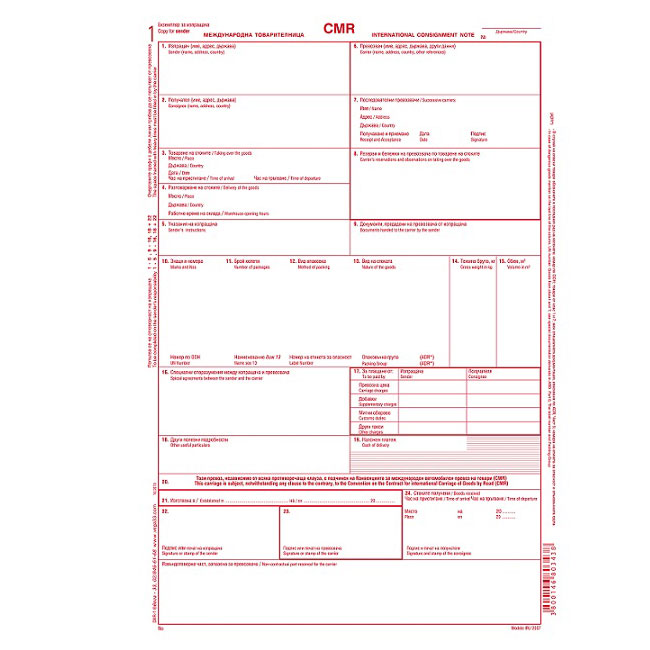 1
Екземпляр за изпращача
Copy for sender
МЕЖДУНАРОДНА ТОВАРИТЕЛНИЦА
CMR
INTERNATIONAL CONSIGNMENT NOTE
№
Държава/Country
1. Изпращач (име, адрес, държава)
Sender (name, address, country)
6. Превозвач (име, адрес, държава, други данни)
Carrier (name, address, country, other references)
2. Получател (име, адрес, държава)
Consignee (name, address, country)
7. Последователни превозвачи / Successive carriers
Име / Name
Адрес / Address
Държава / Country
Получаване и приемане Дата Подпис
Receipt and Acceptance Date Signature
3. Товарене на стоките / Taking over the goods
Място / Place
Държава / Country
Дата / Date
Час на пристигане / Time of arrival Час на тръгване / Time of departure
8. Резерви и бележки на превозвача по товарене на стоките
Carrier's reservations and observations on taking over the goods
4. Разтоварване на стоките / Delivery of the goods
Място / Place
Държава / Country
Работно време на склада / Warehouse opening hours
5. Указания на изпращача
Sender's instructions
9. Документи, предадени на превозвача от изпращача
Documents handed to the carrier by the sender
10. Знаци и номера 11. Брой колети 12. Вид опаковка 13. Вид на стоката 14. Тегло в бруто, кг 15. Обем, м³
Marks and Nos Number of packages Method of packing Nature of the goods Gross weight in kg Volume in m³
Номер по ООН Наименование виж 13 Номер на етикета за опасност Опаковъчна група (ADR*)
UN Number Name see 13 Label Number Packing Group (ADR*)
16. Специални споразумения между изпращача и превозвача
Special agreements between the sender and the carrier
17. За плащане от: Изпращача Получателя
To be paid by: Sender Consignee
Превозна цена
Carriage charges
Добавки
Supplementary charges
Митни сборове
Customs duties
Други такси
Other charges
18. Други полезни подробности
Other useful particulars
19. Наложен платеж
Cash of delivery
20. Този превоз, независимо от всяка противоречаща клауза, е подчинен на Конвенцията за международен автомобилен превоз на товари (CMR)
This carriage is subject, notwithstanding any clause to the contrary, to the Convention on the Contract for International Carriage of Goods by Road (CMR)
21. Изготвена в / Established in на / on 20
24. Стоките получени / Goods received
Час на пристигане / Time of arrival Час на тръгване / Time of departure
Място на 20
Place on 20
22.
23.
Подпис или печат на изпращача
Signature or stamp of the sender
Подпис или печат на превозвача
Signature or stamp of the carrier
Подпис и печат на получателя
Signature and stamp of the consignee
Недоговорна част, запазена за превозвача / Non-contractual part reserved for the carrier
No
Modèle IRU 2007
3800146803438